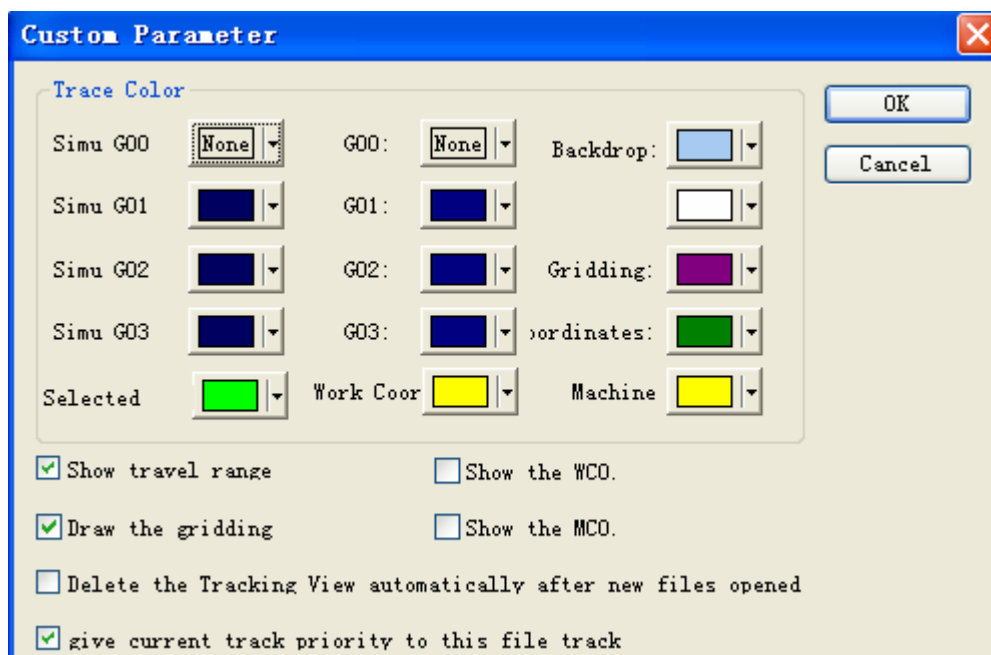 Custom Parameter
Trace Color
OK
Simu G00 None G00: None Backdrop:
Cancel
Simu G01 G01:
Simu G02 G02: Gridding:
Simu G03 G03: oordinates:
Selected Work Coor Machine
Show travel range Show the WCO.
Draw the gridding Show the MCO.
Delete the Tracking View automatically after new files opened
give current track priority to this file track